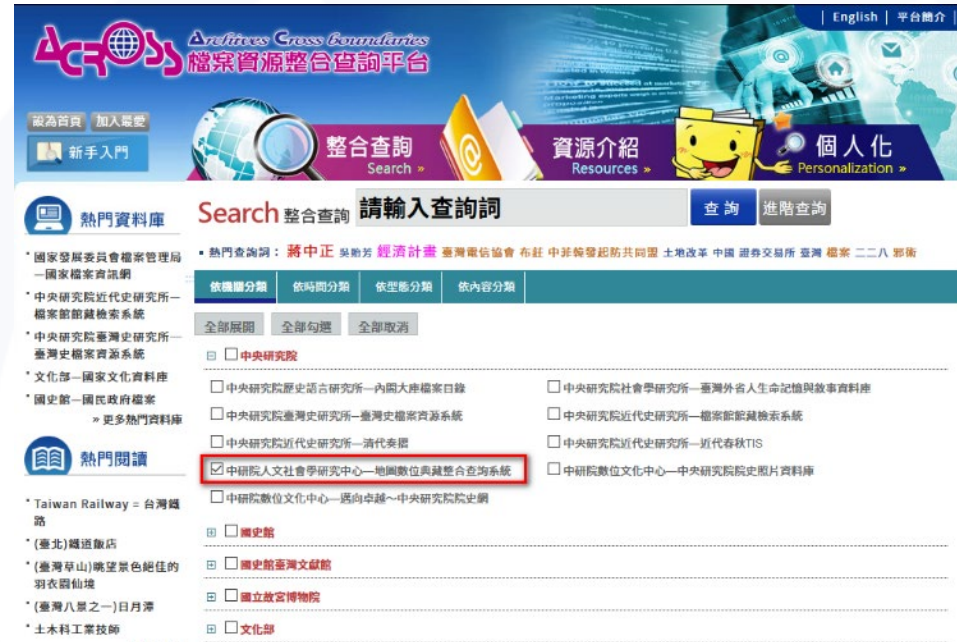 English | 平台簡介
ACROSS
Archives Cross boundaries
檔案資源整合查詢平台
設為首頁 加入最愛
新手入門
整合查詢
Search »
資源介紹
Resources »
個人化
Personalization »
熱門資料庫
國家發展委員會檔案管理局
—國家檔案資訊網
中央研究院近代史研究所—
檔案館館藏檢索系統
中央研究院臺灣史研究所—
臺灣史檔案資源系統
文化部—國家文化資料庫
國史館—國民政府檔案
» 更多熱門資料庫
熱門閱讀
Taiwan Railway = 台灣鐵
路
(臺北)鐵道飯店
(臺灣草山)眺望景色絕佳的
羽衣園仙境
(臺灣八景之一)日月潭
土木科工業技師
Search 整合查詢 請輸入查詢詞 查詢 進階查詢
熱門查詢詞： 蔣中正 吳貽芳 經濟計畫 臺灣電信協會 布莊 中菲韓發起防共同盟 土地改革 中國 證券交易所 臺灣 檔案 二二八 邪術
依機關分類 依時間分類 依型態分類 依內容分類
全部展開 全部勾選 全部取消
中央研究院
中央研究院歷史語言研究所—內閣大庫檔案目錄 中央研究院社會學研究所—臺灣外省人生命記憶與敘事資料庫
中央研究院臺灣史研究所—臺灣史檔案資源系統 中央研究院近代史研究所—檔案館館藏檢索系統
中央研究院近代史研究所—清代奏摺 中央研究院近代史研究所—近代春秋TIS
中研院人文社會學研究中心—地圖數位典藏整合查詢系統 中研院數位文化中心—中央研究院院史照片資料庫
中研院數位文化中心—邁向卓越～中央研究院院史網
國史館
國史館臺灣文獻館
國立故宮博物院
文化部